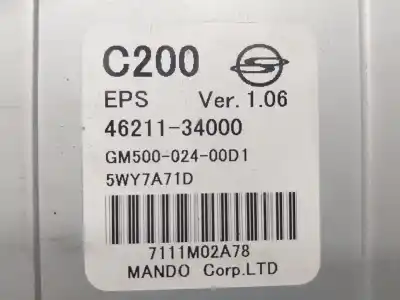 C200
EPS Ver. 1.06
46211-34000
GM500-024-00D1
5WY7A71D
7111M02A78
MANDO Corp.LTD